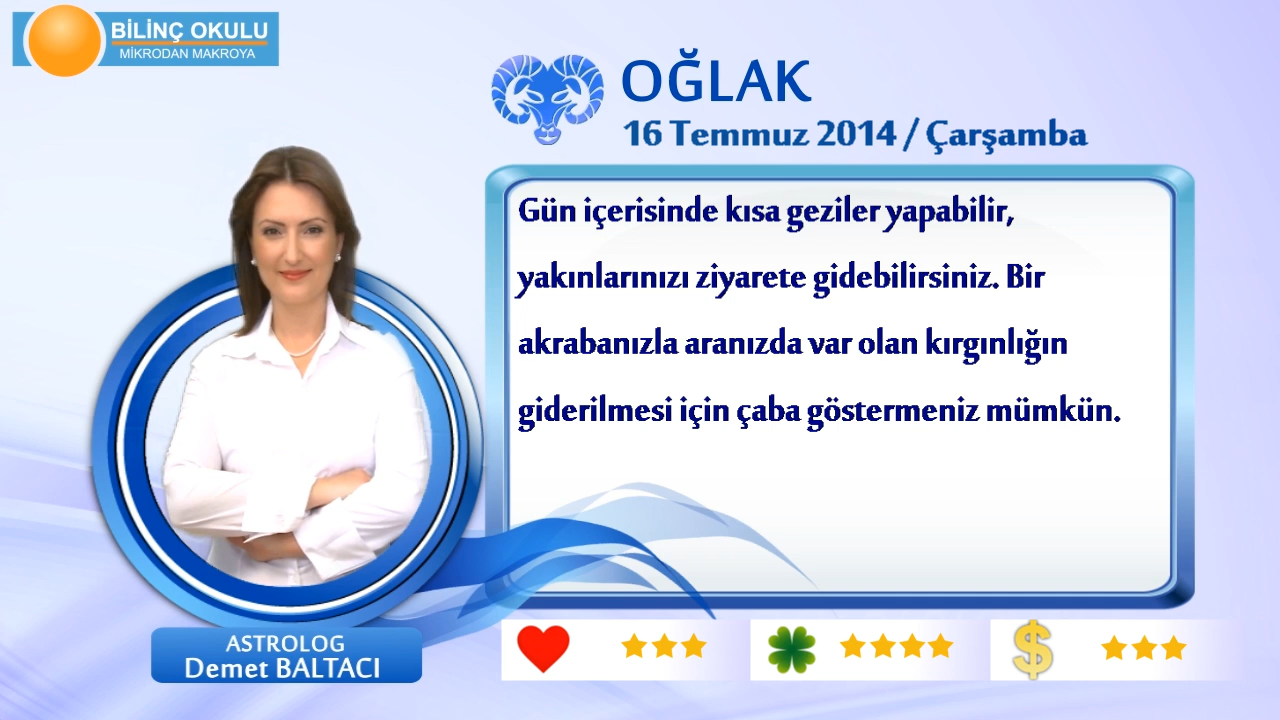 BİLİNÇ OKULU
MİKRODAN MAKROYA
OĞLAK
16 Temmuz 2014 / Çarşamba
Gün içerisinde kısa geziler yapabilir,
yakınlarınızı ziyarete gidebilirsiniz. Bir
akrabanızla aranızda var olan kırgınlığın
giderilmesi için çaba göstermeniz mümkün.
ASTROLOG
Demet BALTACI